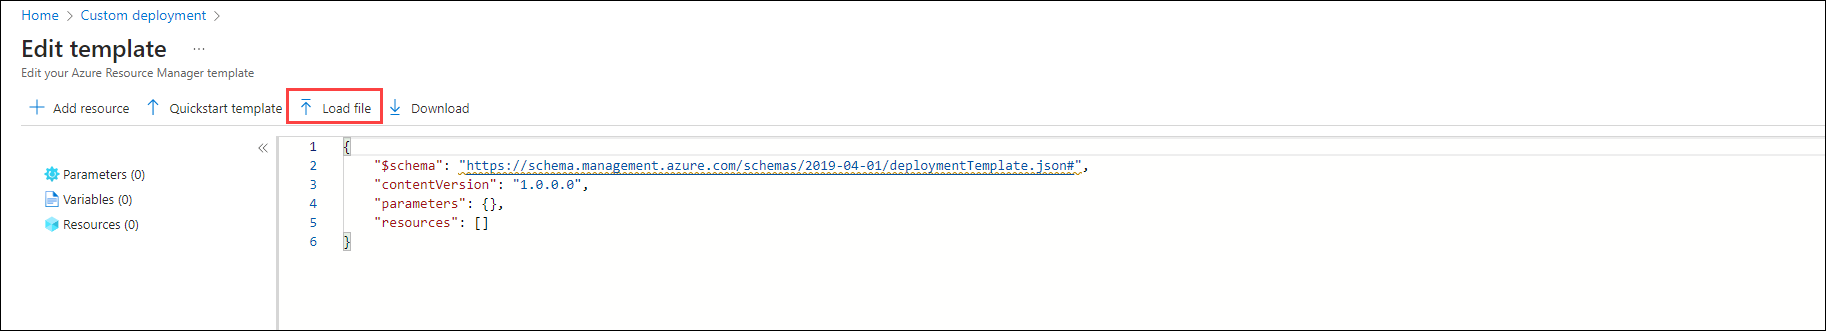 Home > Custom deployment >
Edit template ...
Edit your Azure Resource Manager template
Add resource Quickstart template Load file Download
«
Parameters (0)
Variables (0)
Resources (0)
1 {
2 "$schema": "https://schema.management.azure.com/schemas/2019-04-01/deploymentTemplate.json#",
3 "contentVersion": "1.0.0.0",
4 "parameters": {},
5 "resources": []
6 }